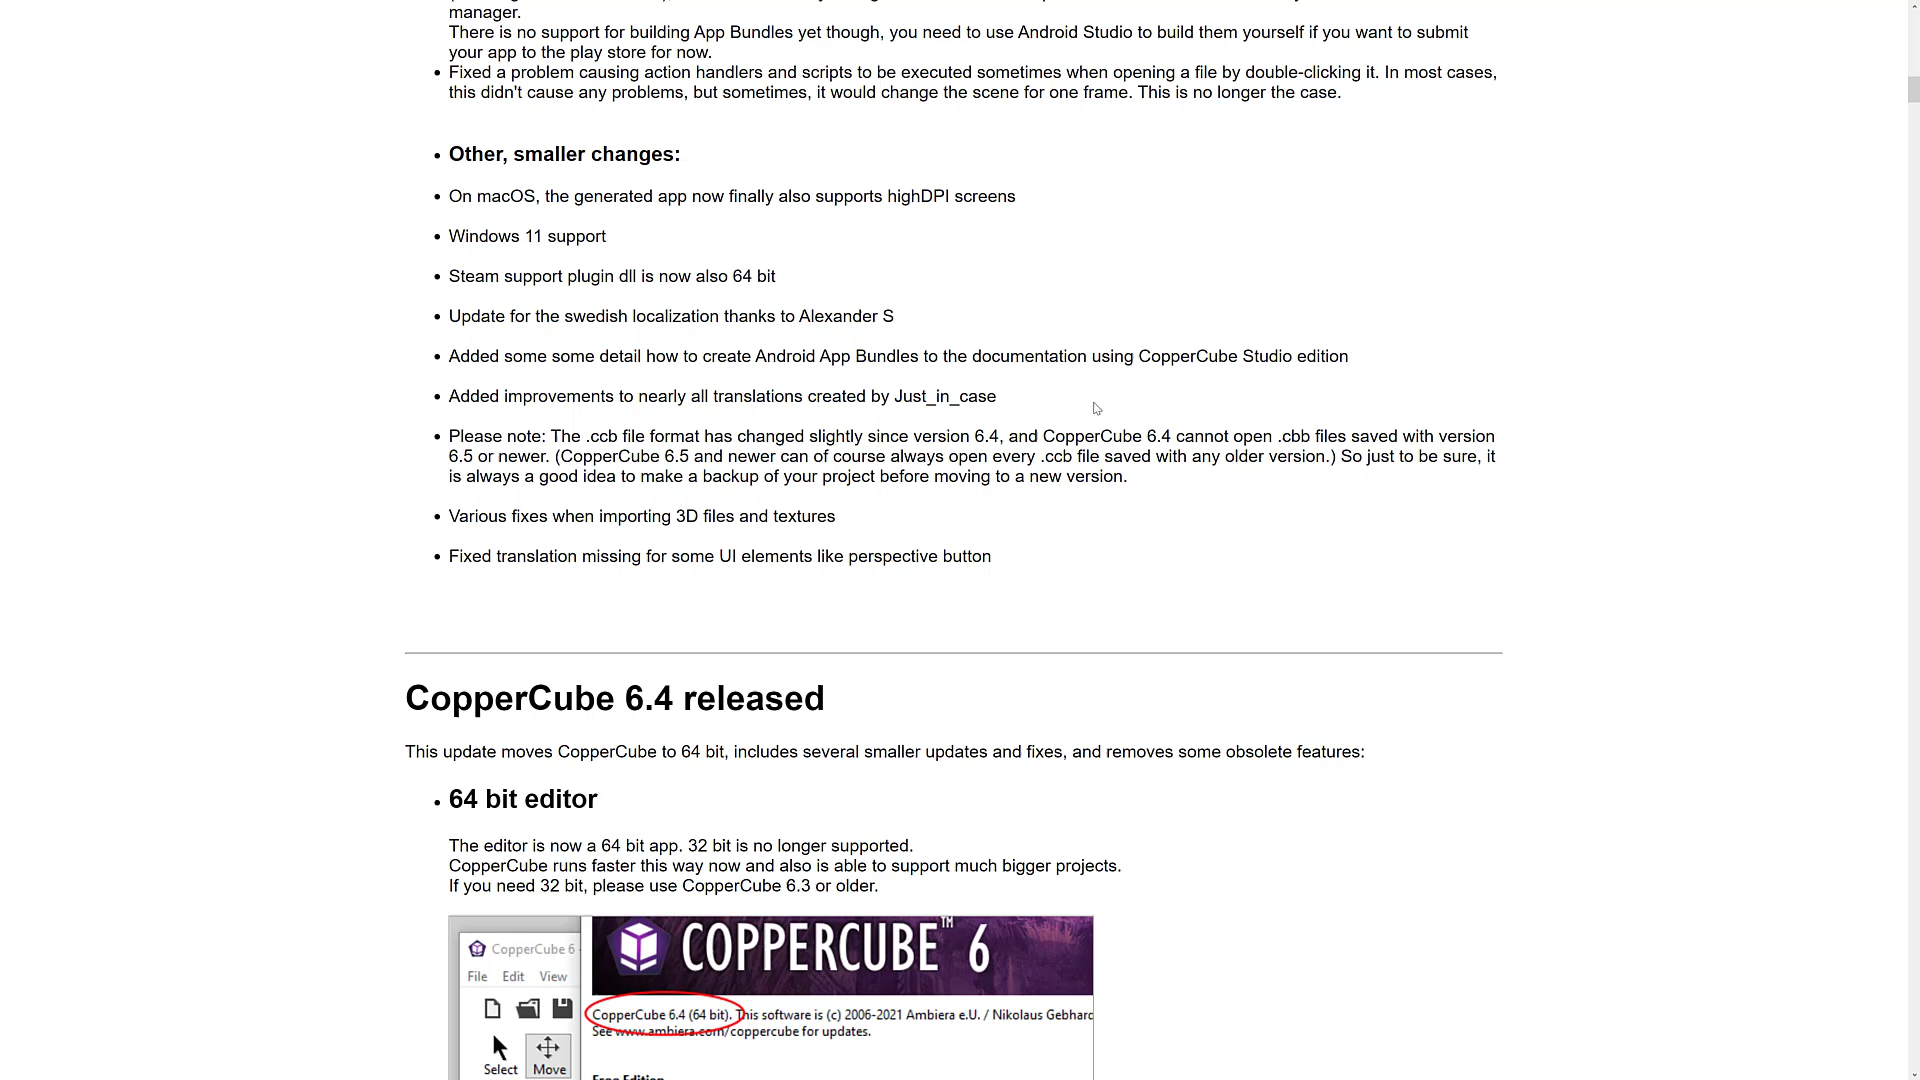 manager.
There is no support for building App Bundles yet though, you need to use Android Studio to build them yourself if you want to submit
your app to the play store for now.
Fixed a problem causing action handlers and scripts to be executed sometimes when opening a file by double-clicking it. In most cases,
this didn't cause any problems, but sometimes, it would change the scene for one frame. This is no longer the case.
Other, smaller changes:
On macOS, the generated app now finally also supports highDPI screens
Windows 11 support
Steam support plugin dll is now also 64 bit
Update for the swedish localization thanks to Alexander S
Added some some detail how to create Android App Bundles to the documentation using CopperCube Studio edition
Added improvements to nearly all translations created by Just_in_case
Please note: The .ccb file format has changed slightly since version 6.4, and CopperCube 6.4 cannot open .cbb files saved with version
6.5 or newer. (CopperCube 6.5 and newer can of course always open every .ccb file saved with any older version.) So just to be sure, it
is always a good idea to make a backup of your project before moving to a new version.
Various fixes when importing 3D files and textures
Fixed translation missing for some UI elements like perspective button
CopperCube 6.4 released
This update moves CopperCube to 64 bit, includes several smaller updates and fixes, and removes some obsolete features:
64 bit editor
The editor is now a 64 bit app. 32 bit is no longer supported.
CopperCube runs faster this way now and also is able to support much bigger projects.
If you need 32 bit, please use CopperCube 6.3 or older.
COPPERCUBE™ 6
CopperCube 6 -
File Edit View
CopperCube 6.4 (64 bit). This software is (c) 2006-2021 Ambiera e.U. / Nikolaus Gebhard
See www.ambiera.com/coppercube for updates.
Select Move
Free Edition